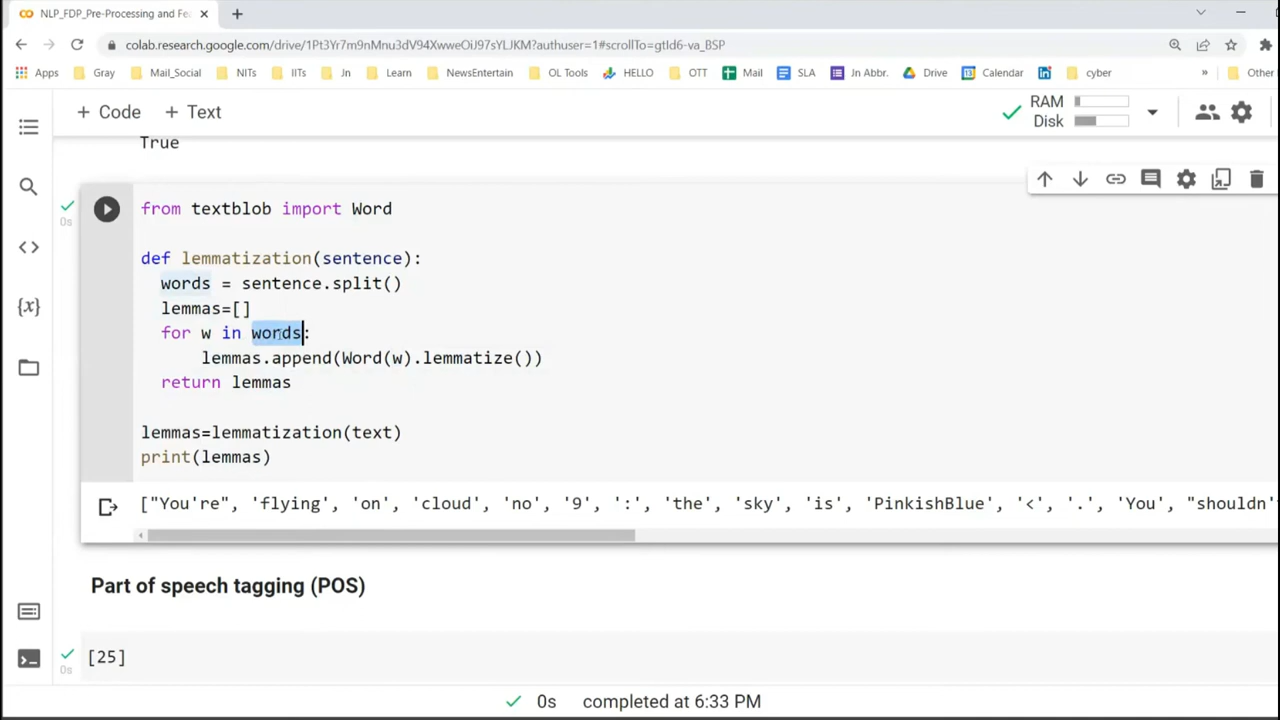 NLP_FDP_Pre-Processing and Fe
colab.research.google.com/drive/1Pt3Yr7m9nMnu3dV94XwweOiJ97sYLJKM?authuser=1#scrollTo=gtId6-va_BSP
Apps Gray Mail_Social NITs IITs Jn Learn NewsEntertain OL Tools HELLO OTT Mail SLA Jn Abbr. Drive Calendar cyber » Other
+ Code + Text
RAM
Disk
True
0s
from textblob import Word
def lemmatization(sentence):
words = sentence.split()
lemmas=[]
for w in words:
lemmas.append(Word(w).lemmatize())
return lemmas
lemmas=lemmatization(text)
print(lemmas)
["You're", 'flying', 'on', 'cloud', 'no', '9', ':', 'the', 'sky', 'is', 'PinkishBlue', '<', '.', 'You', "shouldn'
Part of speech tagging (POS)
0s
[25]
0s completed at 6:33 PM